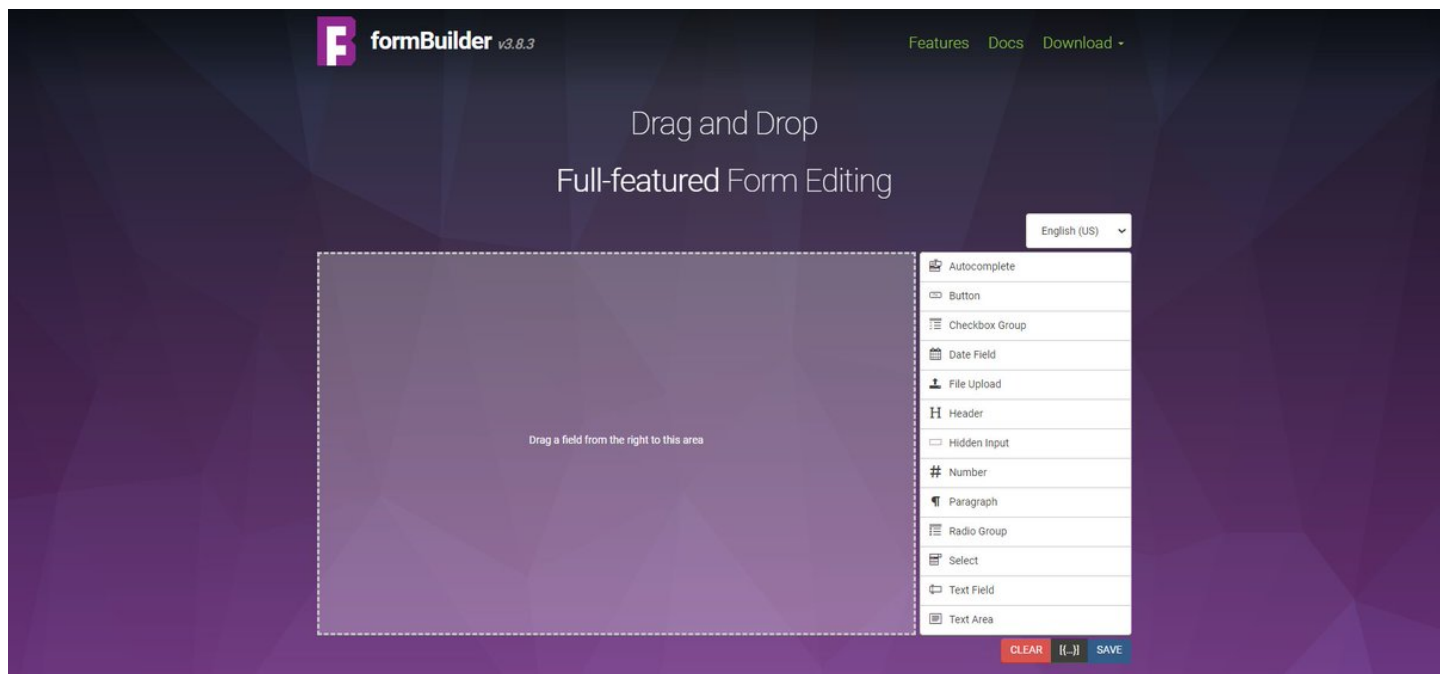 formBuilder v3.8.3
Features Docs Download
Drag and Drop
Full-featured Form Editing
English (US)
Drag a field from the right to this area
Autocomplete
Button
Checkbox Group
Date Field
File Upload
H Header
Hidden Input
# Number
¶ Paragraph
Radio Group
Select
Text Field
Text Area
CLEAR [{…}] SAVE